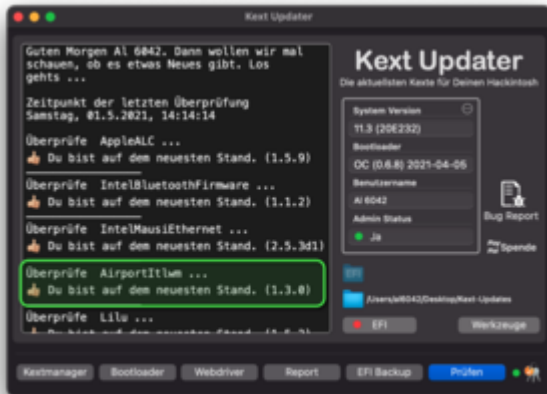 Kext Updater
Guten Morgen Al 6042. Dann wollen wir mal
schauen, ob es etwas Neues gibt. Los
gehts ...
Zeitpunkt der letzten Überprüfung
Samstag, 01.5.2021, 14:14:14
Überprüfe AppleALC ...
👍 Du bist auf dem neuesten Stand. (1.5.9)
Überprüfe IntelBluetoothFirmware ...
👍 Du bist auf dem neuesten Stand. (1.1.2)
Überprüfe IntelMausiEthernet ...
👍 Du bist auf dem neuesten Stand. (2.5.3d1)
Überprüfe AirportItlwm ...
👍 Du bist auf dem neuesten Stand. (1.3.0)
Überprüfe Lilu ...
Kext Updater
Die aktuellsten Kexte für Deinen Hackintosh
System Version
11.3 (20E232)
Bootloader
OC (0.6.8) 2021-04-05
Benutzername
Al 6042
Admin Status
Ja
Bug Report
Spende
EFI
/Users/al6042/Desktop/Kext-Updates
EFI
Werkzeuge
Kextmanager
Bootloader
Webdriver
Report
EFI Backup
Prüfen